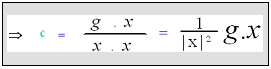 ⇒ c = g . x / x . x = 1 / |x|² g.x